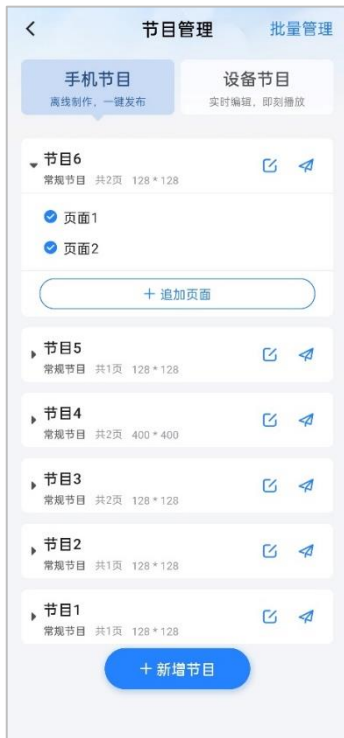 节目管理
批量管理
手机节目
离线制作，一键发布
设备节目
实时编辑，即刻播放
节目6
常规节目 共2页 128*128
页面1
页面2
+ 追加页面
节目5
常规节目 共1页 128*128
节目4
常规节目 共2页 400*400
节目3
常规节目 共2页 128*128
节目2
常规节目 共1页 128*128
节目1
常规节目 共1页 128*128
+ 新增节目